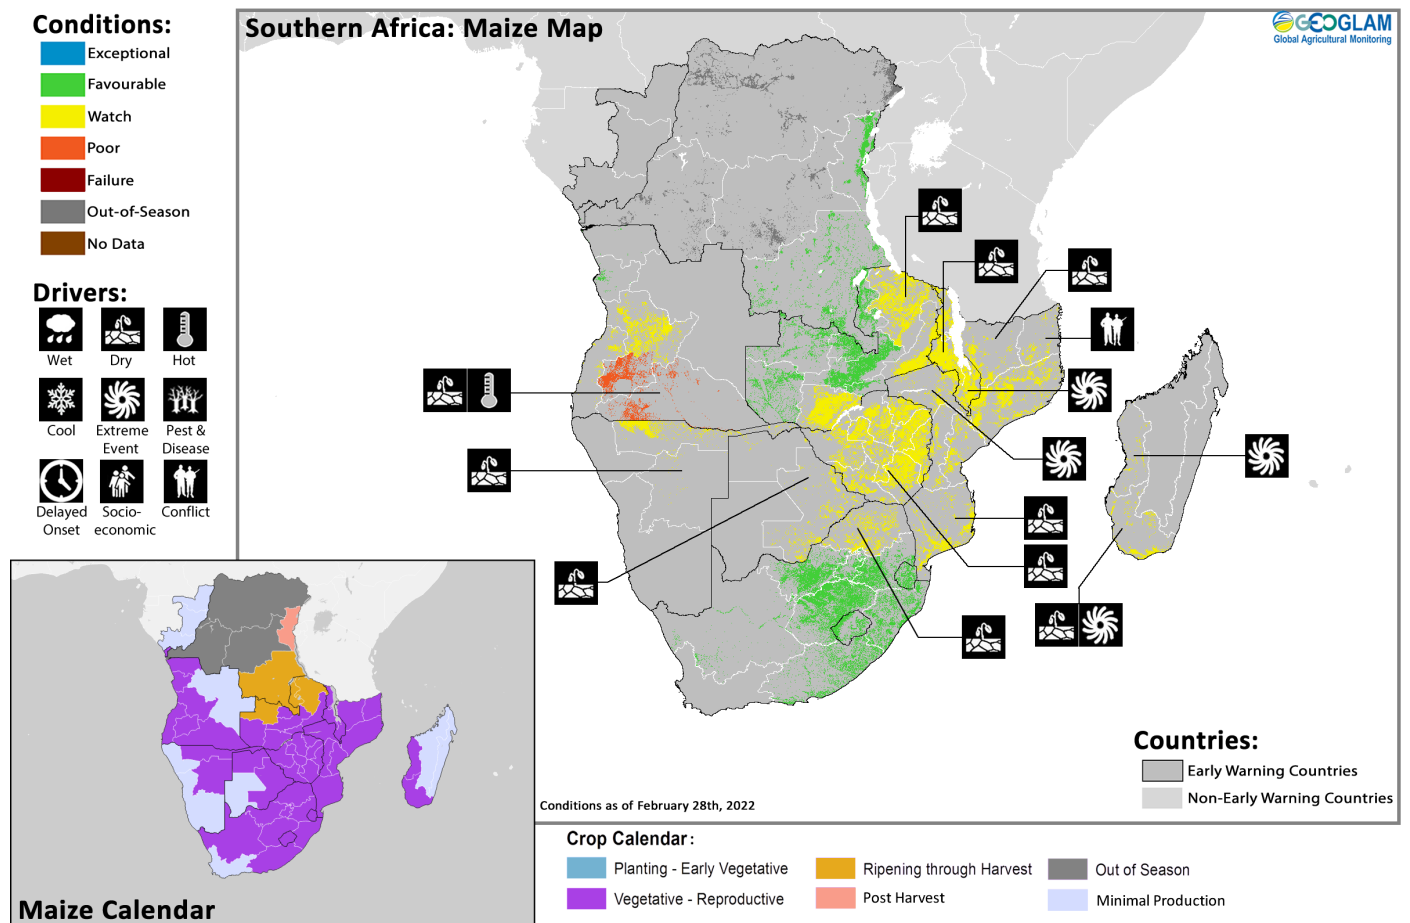 Conditions:
Exceptional
Favourable
Watch
Poor
Failure
Out-of-Season
No Data
Drivers:
Wet
Dry
Hot
Cool
Extreme
Event
Pest &
Disease
Delayed
Onset
Socio-
economic
Conflict
Southern Africa: Maize Map
GEOGLAM
Global Agricultural Monitoring
Countries:
Early Warning Countries
Non-Early Warning Countries
Conditions as of February 28th, 2022
Maize Calendar
Crop Calendar:
Planting - Early Vegetative
Ripening through Harvest
Out of Season
Vegetative - Reproductive
Post Harvest
Minimal Production